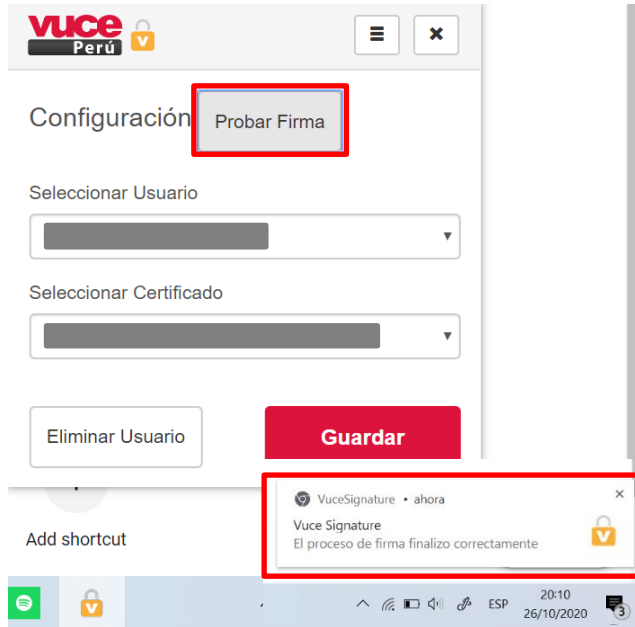 vuce
Perú
Configuración
Probar Firma
Seleccionar Usuario
Seleccionar Certificado
Eliminar Usuario
Guardar
VuceSignature • ahora
Vuce Signature
El proceso de firma finalizo correctamente
Add shortcut
ESP
20:10
26/10/2020
3